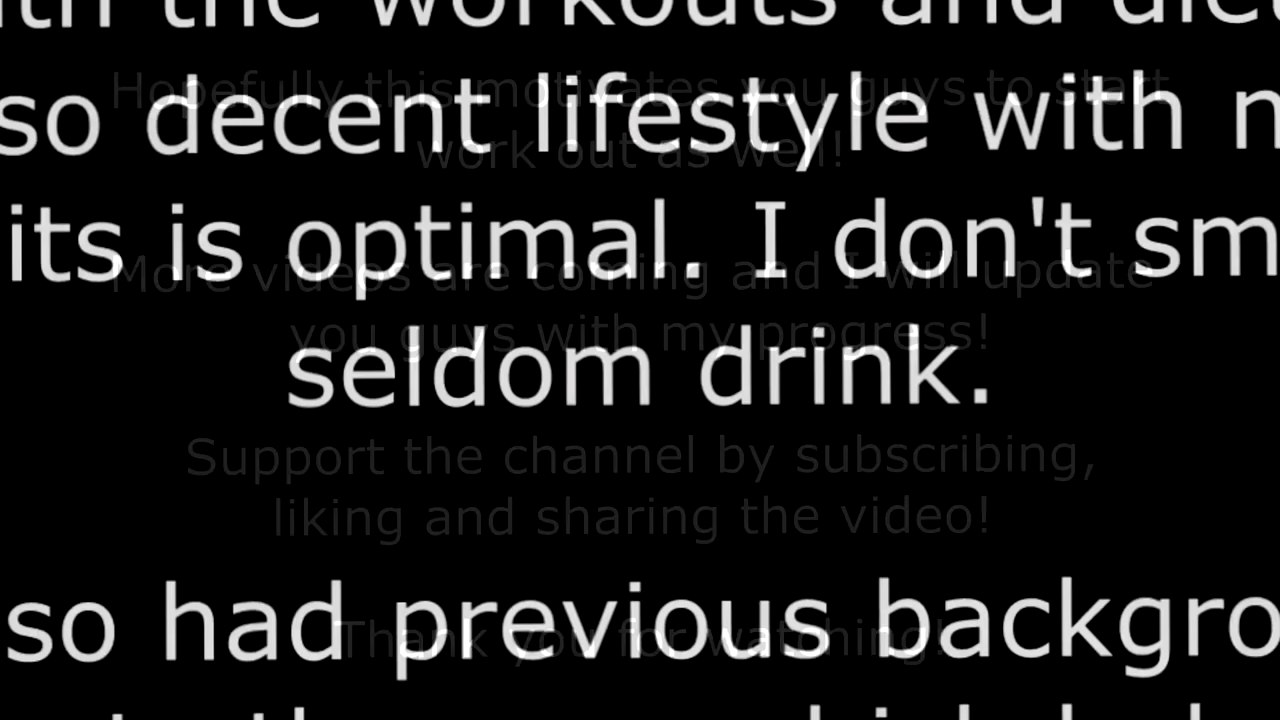 the workouts and
Hopefully this motivates you guys to start
so decent lifestyle with
work out as well!
its is optimal. I don't sm
More videos are coming and I will update
you guys with my progress!
seldom drink.
Support the channel by subscribing,
liking and sharing the video!
so had previous backgro
Thank you for watching!